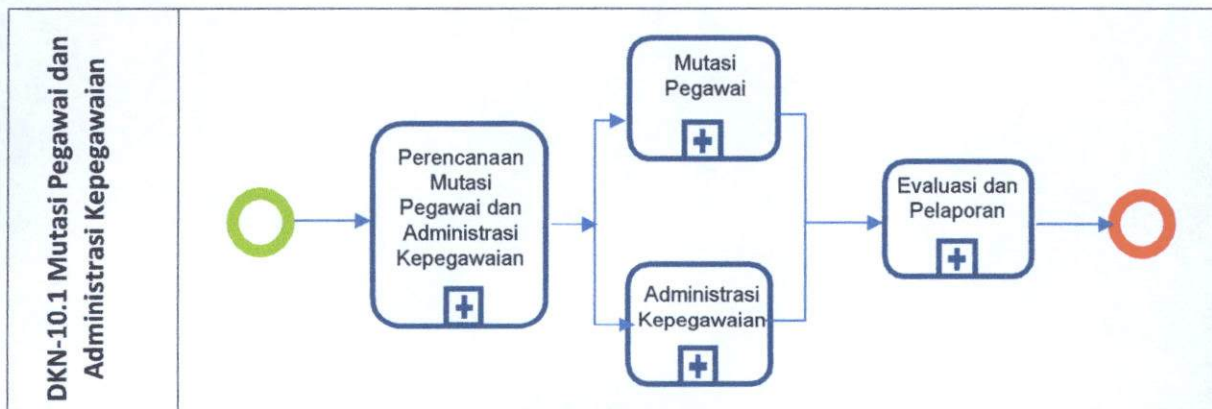 DKN-10.1 Mutasi Pegawai dan
Administrasi Kepegawaian
Perencanaan
Mutasi
Pegawai dan
Administrasi
Kepegawaian
Mutasi
Pegawai
Administrasi
Kepegawaian
Evaluasi dan
Pelaporan